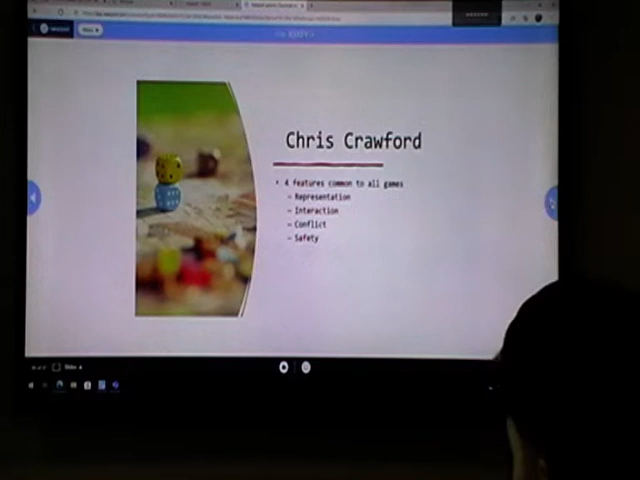 Chris Crawford
• 4 features common to all games
– Representation
– Interaction
– Conflict
– Safety